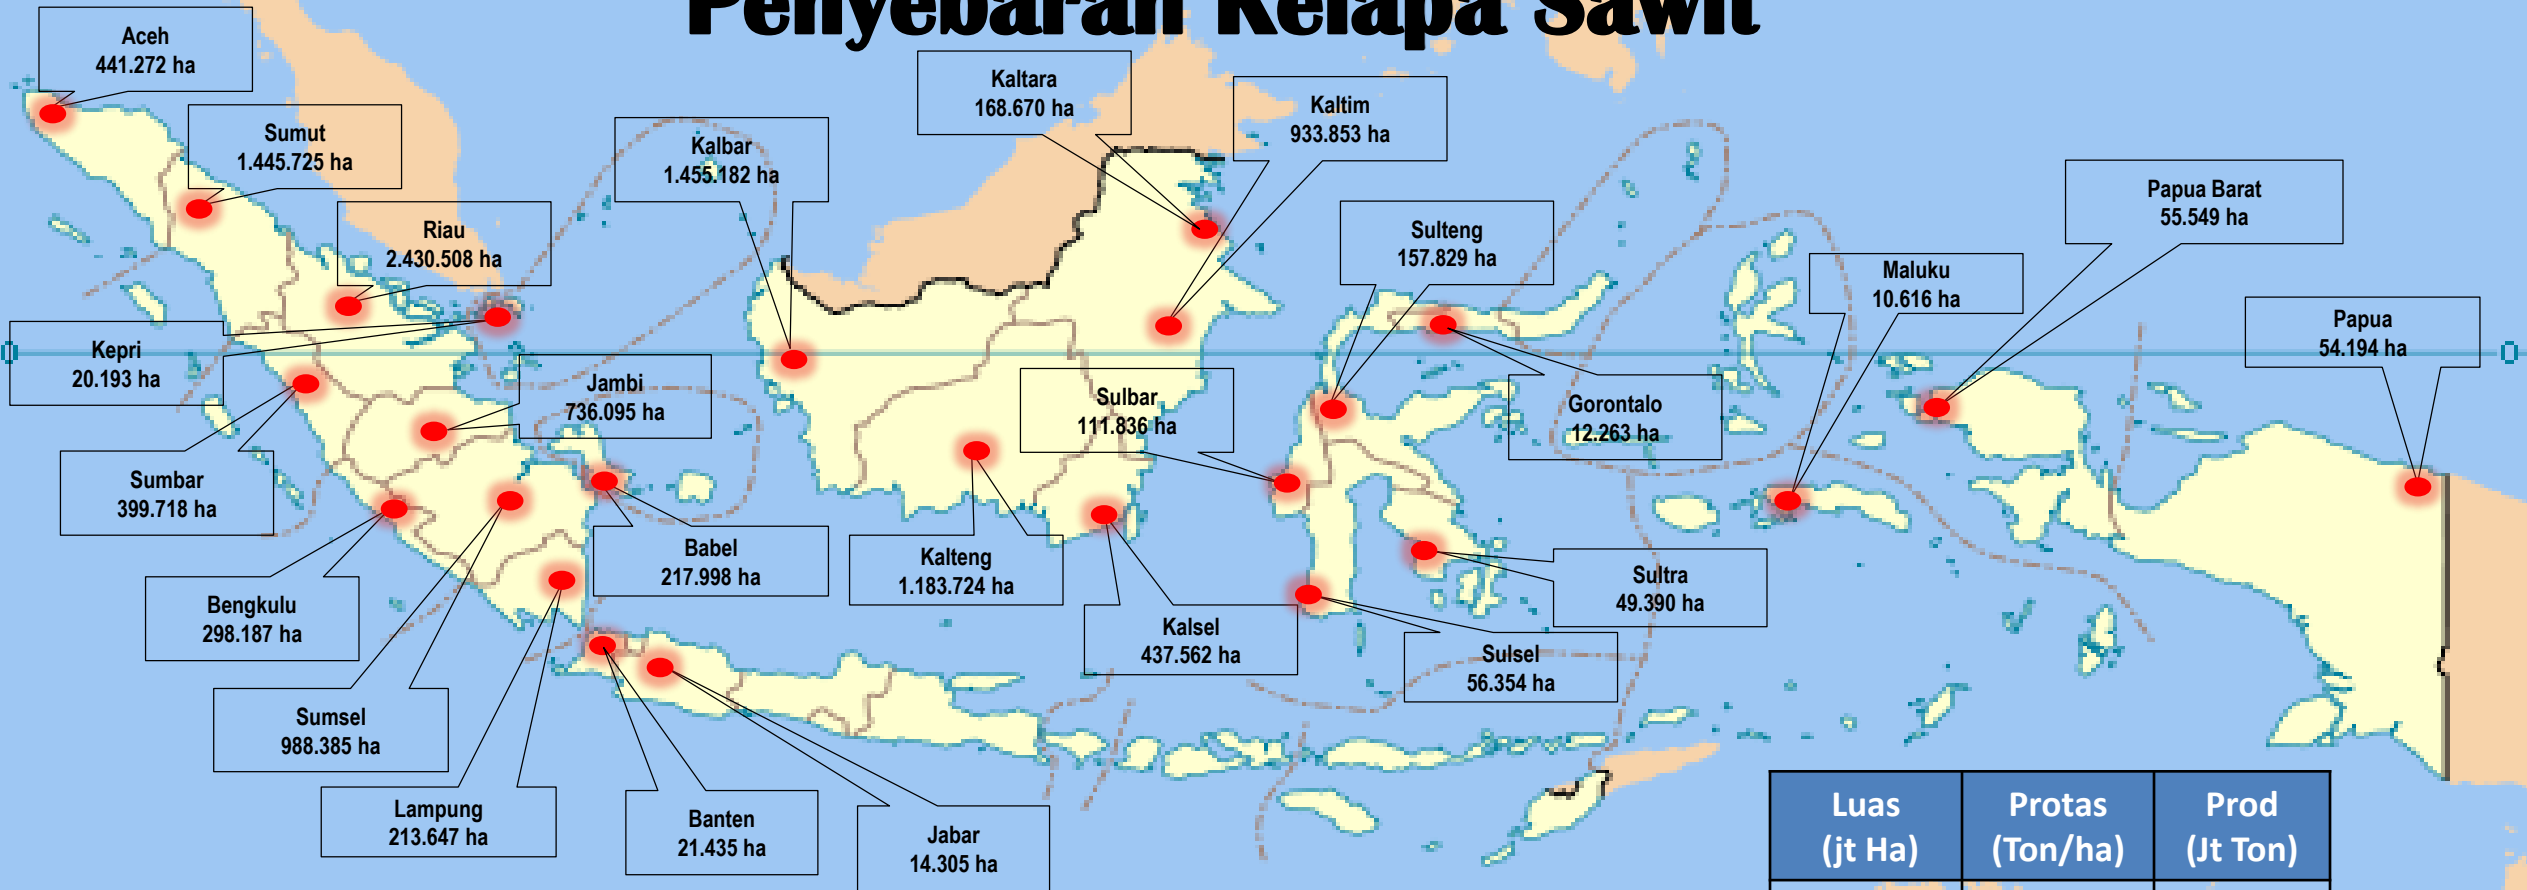 Penyebaran Kelapa Sawit
Aceh
441.272 ha
Sumut
1.445.725 ha
Riau
2.430.508 ha
Kepri
20.193 ha
Sumbar
399.718 ha
Jambi
736.095 ha
Bengkulu
298.187 ha
Sumsel
988.385 ha
Babel
217.998 ha
Lampung
213.647 ha
Banten
21.435 ha
Jabar
14.305 ha
Kalbar
1.455.182 ha
Kaltara
168.670 ha
Kaltim
933.853 ha
Kalteng
1.183.724 ha
Kalsel
437.562 ha
Sulbar
111.836 ha
Sulteng
157.829 ha
Gorontalo
12.263 ha
Sultra
49.390 ha
Sulsel
56.354 ha
Maluku
10.616 ha
Papua Barat
55.549 ha
Papua
54.194 ha
0
0
Luas
(jt Ha)
Protas
(Ton/ha)
Prod
(Jt Ton)